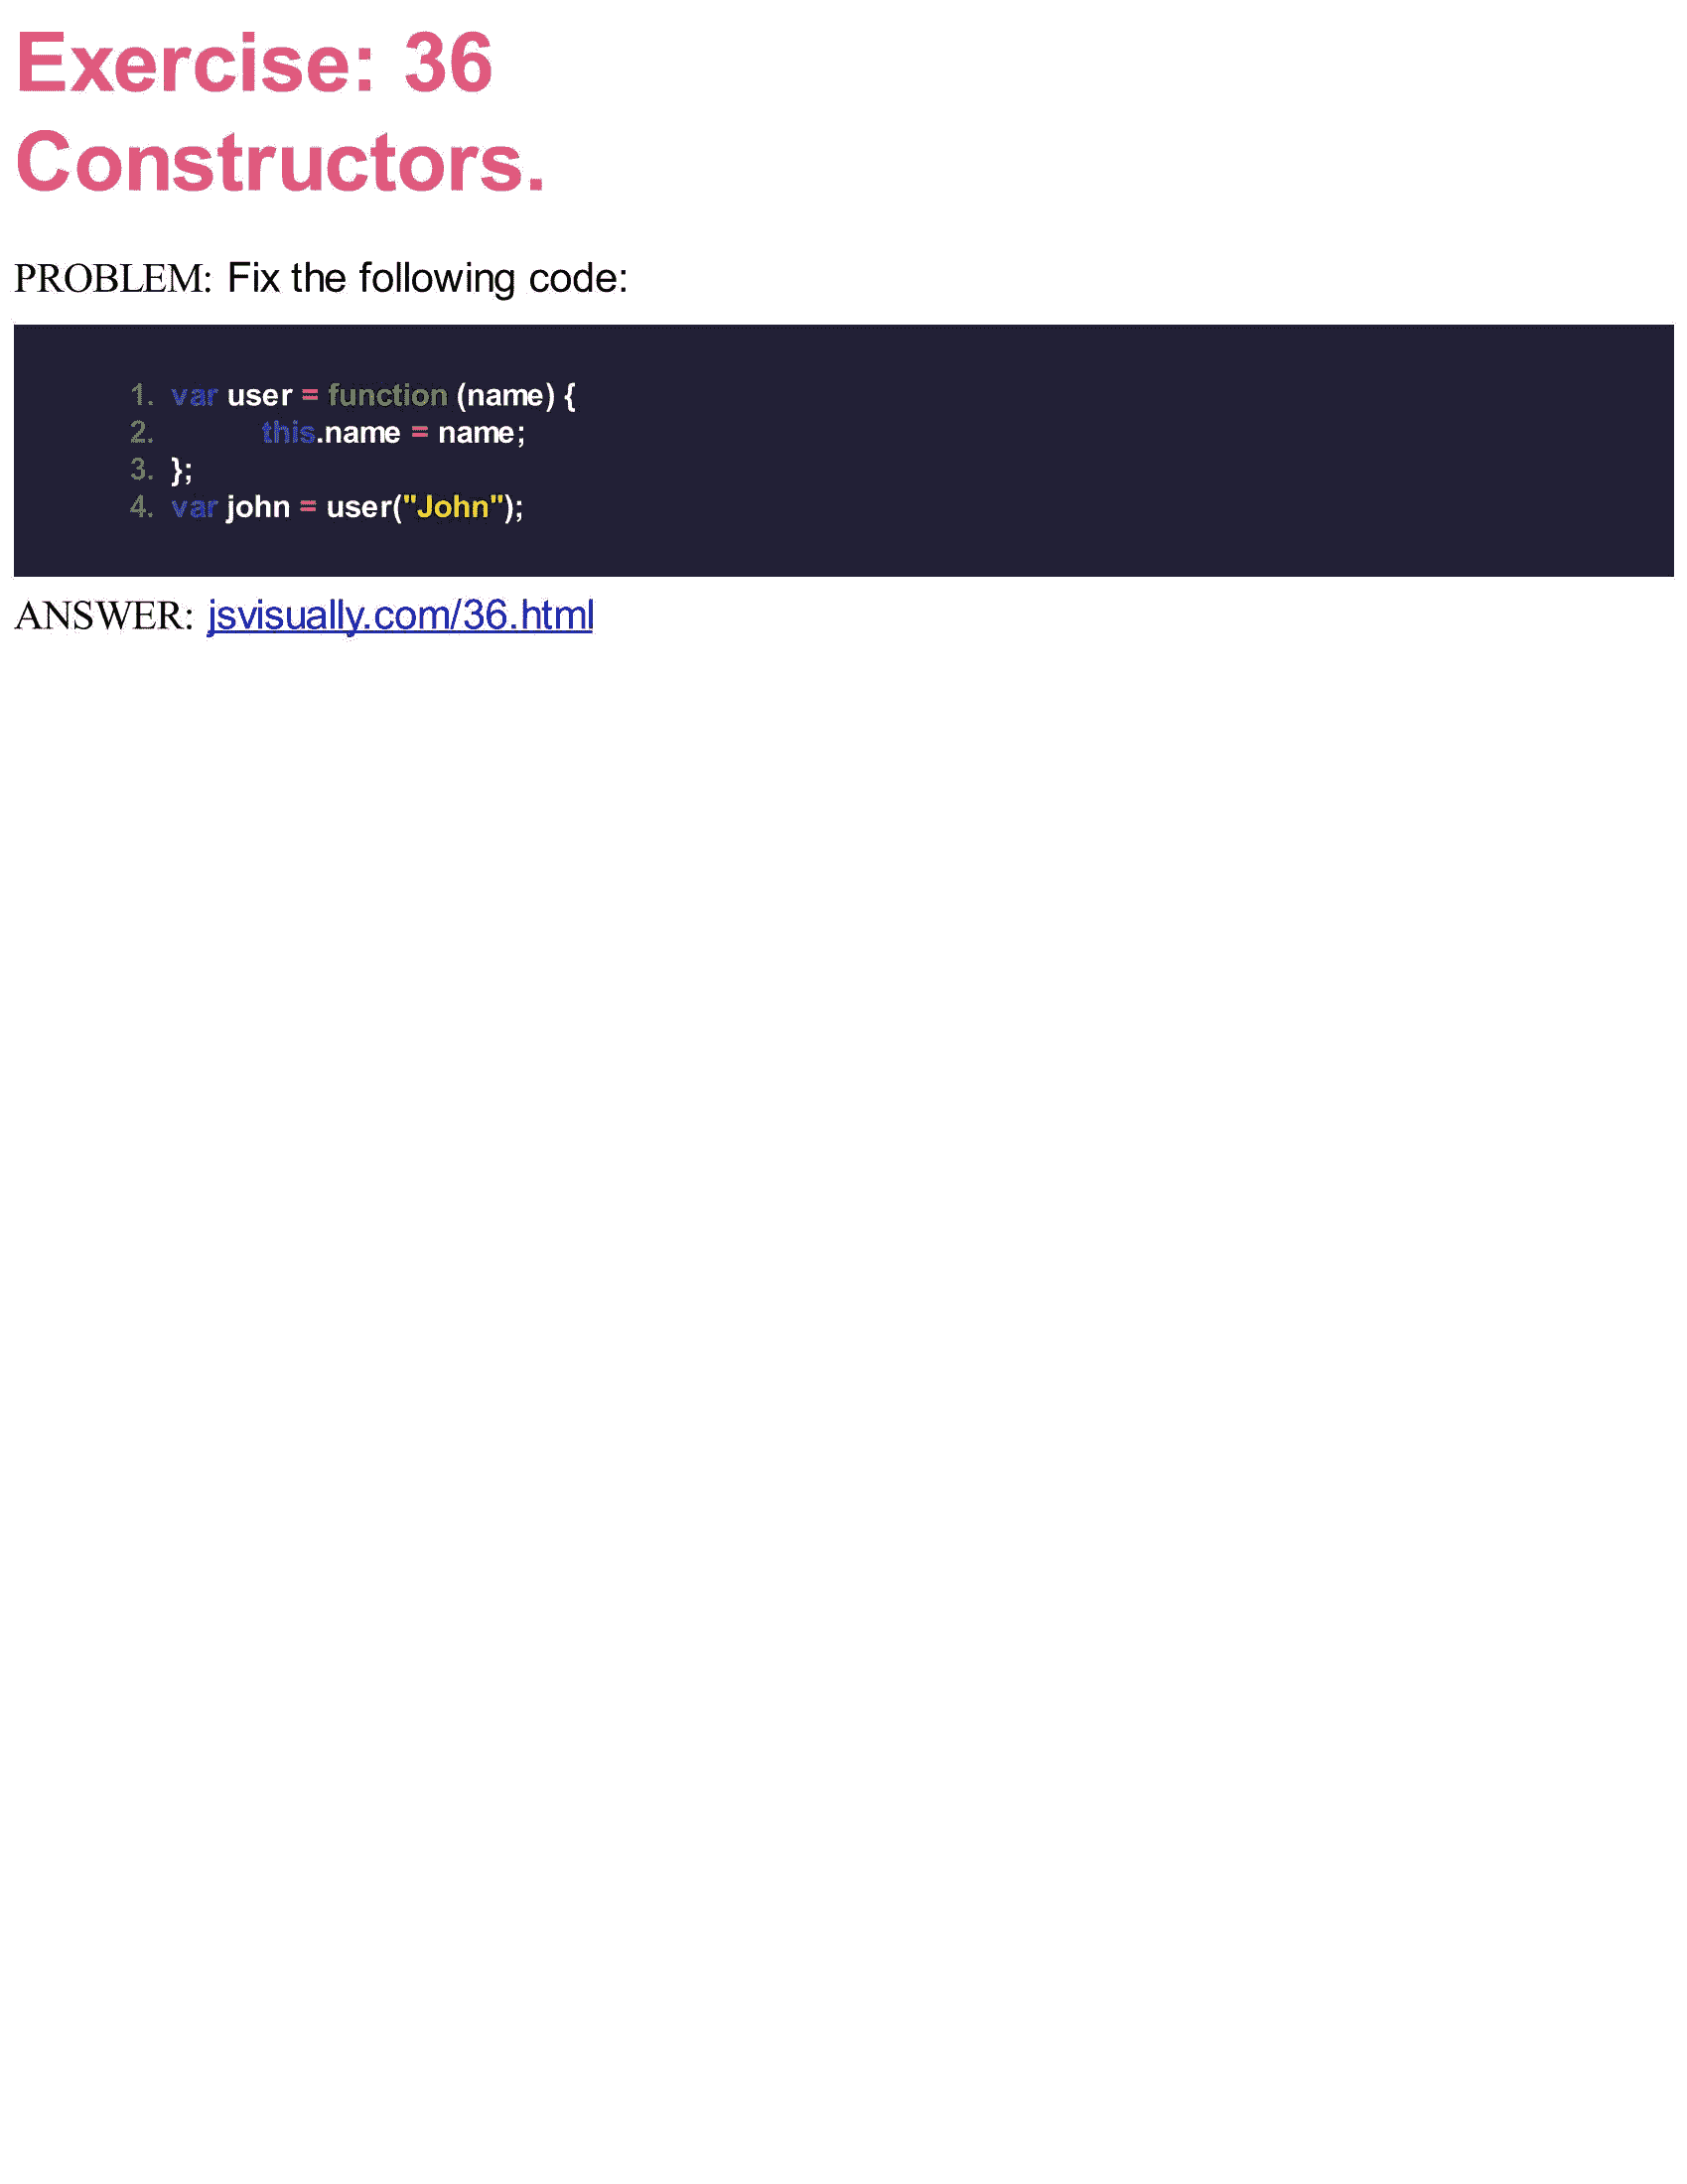 Exercise: 36
Constructors.
PROBLEM: Fix the following code:
1. var user = function (name) {
2. this.name = name;
3. };
4. var john = user("John");
ANSWER: jsvisually.com/36.html